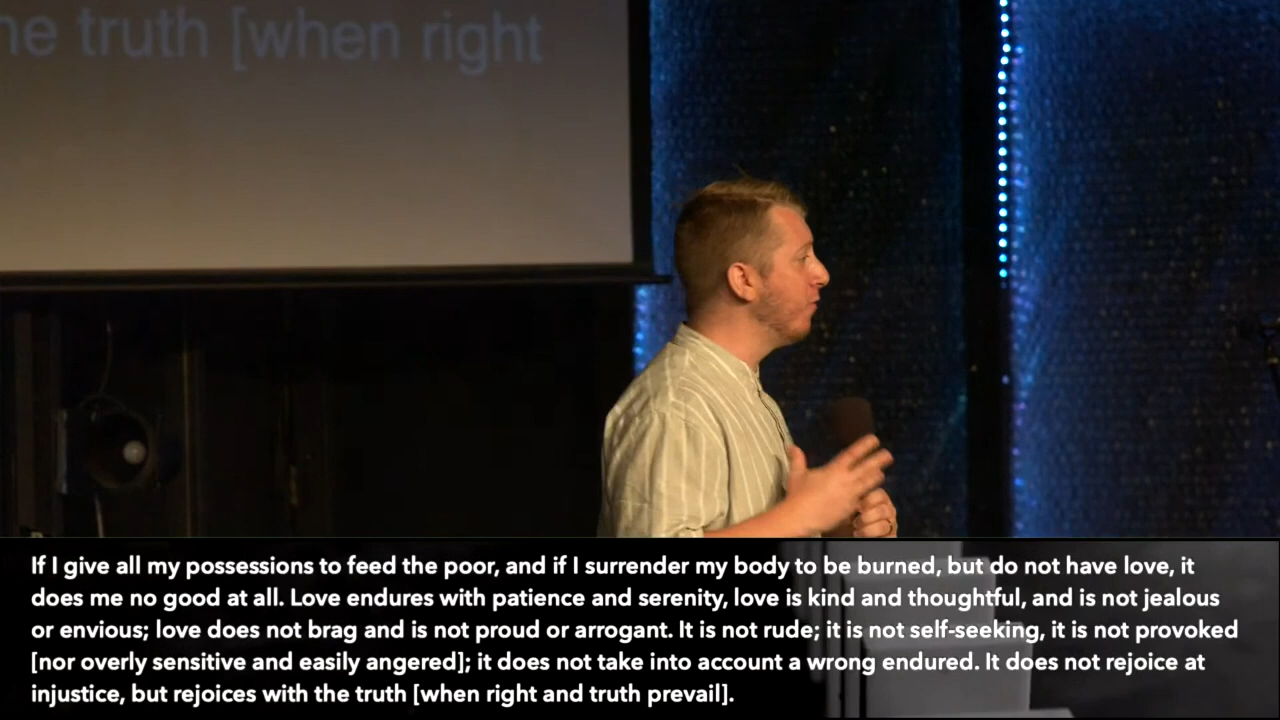 he truth [when right
If I give all my possessions to feed the poor, and if I surrender my body to be burned, but do not have love, it
does me no good at all. Love endures with patience and serenity, love is kind and thoughtful, and is not jealous
or envious; love does not brag and is not proud or arrogant. It is not rude; it is not self-seeking, it is not provoked
[nor overly sensitive and easily angered]; it does not take into account a wrong endured. It does not rejoice at
injustice, but rejoices with the truth [when right and truth prevail].